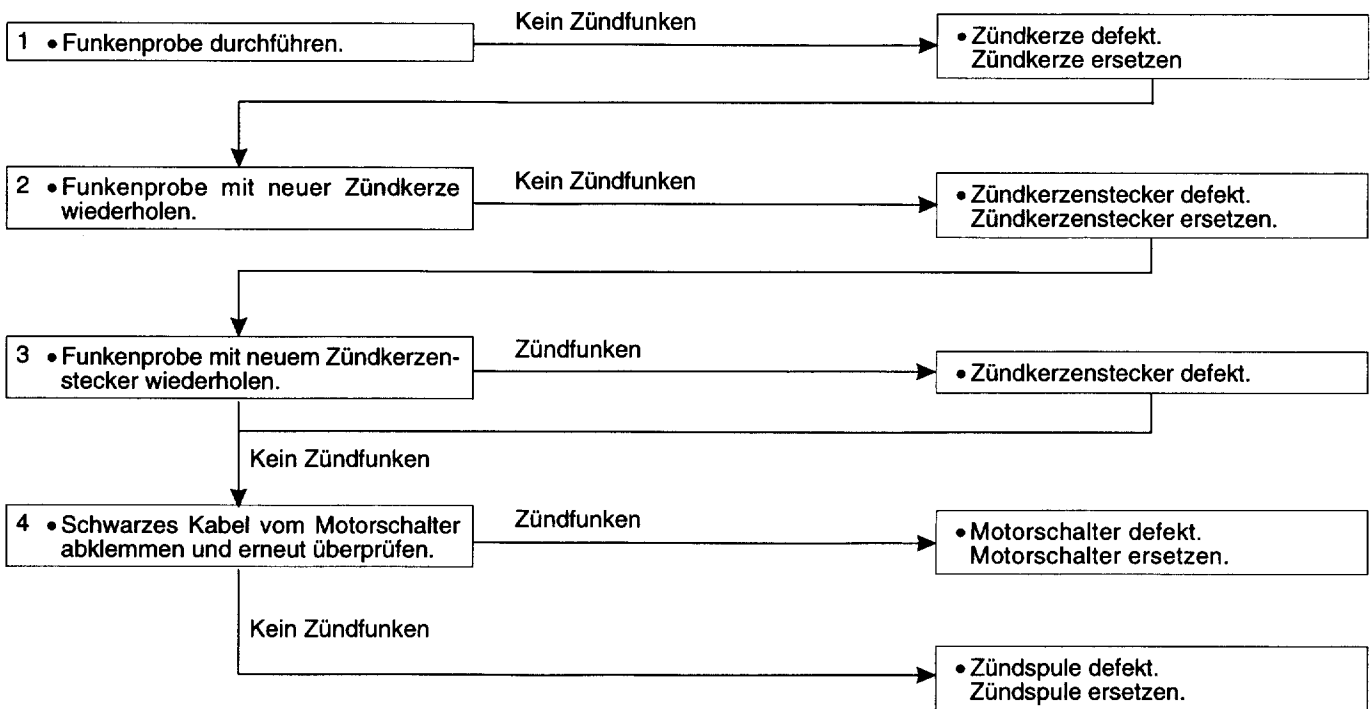 Kein Zündfunken
1 • Funkenprobe durchführen.
• Zündkerze defekt.
Zündkerze ersetzen
2 • Funkenprobe mit neuer Zündkerze
wiederholen.
Kein Zündfunken
• Zündkerzenstecker defekt.
Zündkerzenstecker ersetzen.
3 • Funkenprobe mit neuem Zündkerzen-
stecker wiederholen.
Zündfunken
• Zündkerzenstecker defekt.
Kein Zündfunken
4 • Schwarzes Kabel vom Motorschalter
abklemmen und erneut überprüfen.
Zündfunken
• Motorschalter defekt.
Motorschalter ersetzen.
Kein Zündfunken
• Zündspule defekt.
Zündspule ersetzen.